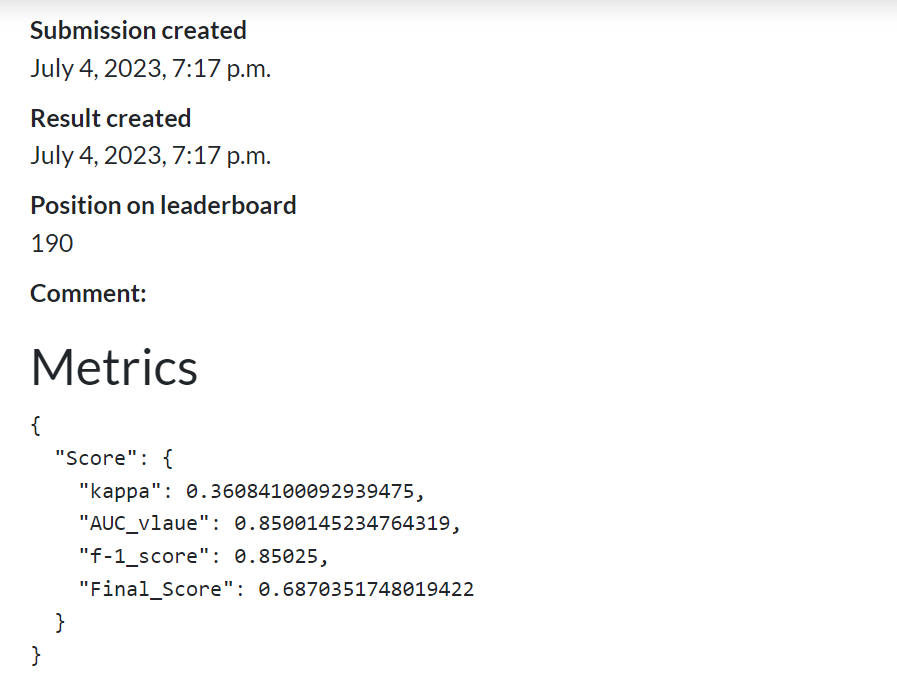 Submission created
July 4, 2023, 7:17 p.m.
Result created
July 4, 2023, 7:17 p.m.
Position on leaderboard
190
Comment:
Metrics
{
  "Score": {
    "kappa": 0.36084100092939475,
    "AUC_vlaue": 0.8500145234764319,
    "f-1_score": 0.85025,
    "Final_Score": 0.6870351748019422
  }
}